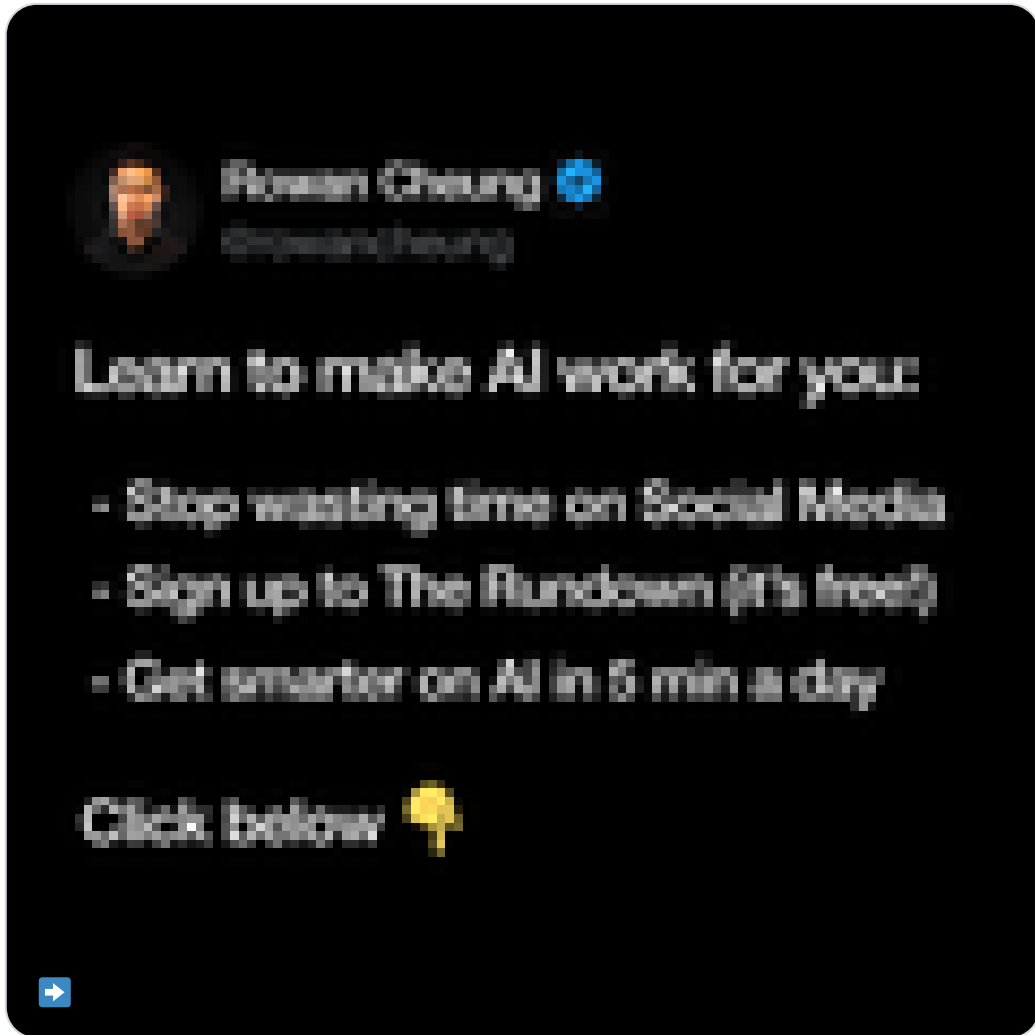 Rowan Cheung
@rowancheung
Learn to make AI work for you:
- Stop wasting time on Social Media
- Sign up to The Rundown (it's free!)
- Get smarter on AI in 5 min a day
Click below 👇